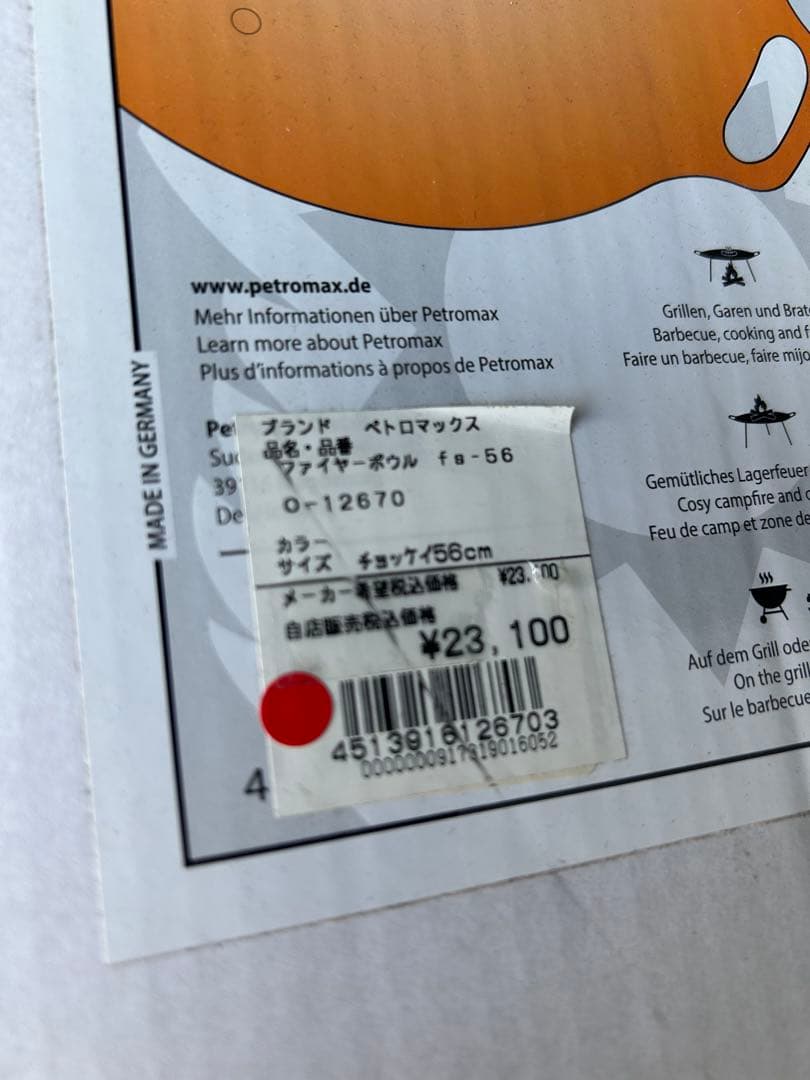 www.petromax.de
Mehr Informationen über Petromax
Learn more about Petromax
Plus d'informations à propos de Petromax
MADE IN GERMANY
Grillen, Garen und
Barbecue, cooking and
Faire un barbecue, faire
Gemütliches Lagerfeuer
Cosy campfire and
Feu de camp et zone de
Auf dem Grill
On the grill
Sur le barbecue
39
ブランド ペトロマックス
品名・品番
ファイヤーボウル fs-56
O-12670
カラー
サイズ チョッケイ56cm
メーカー希望税込価格 ¥23,100
自店販売税込価格
¥23,100
4513916126703
0000000917819016052
4